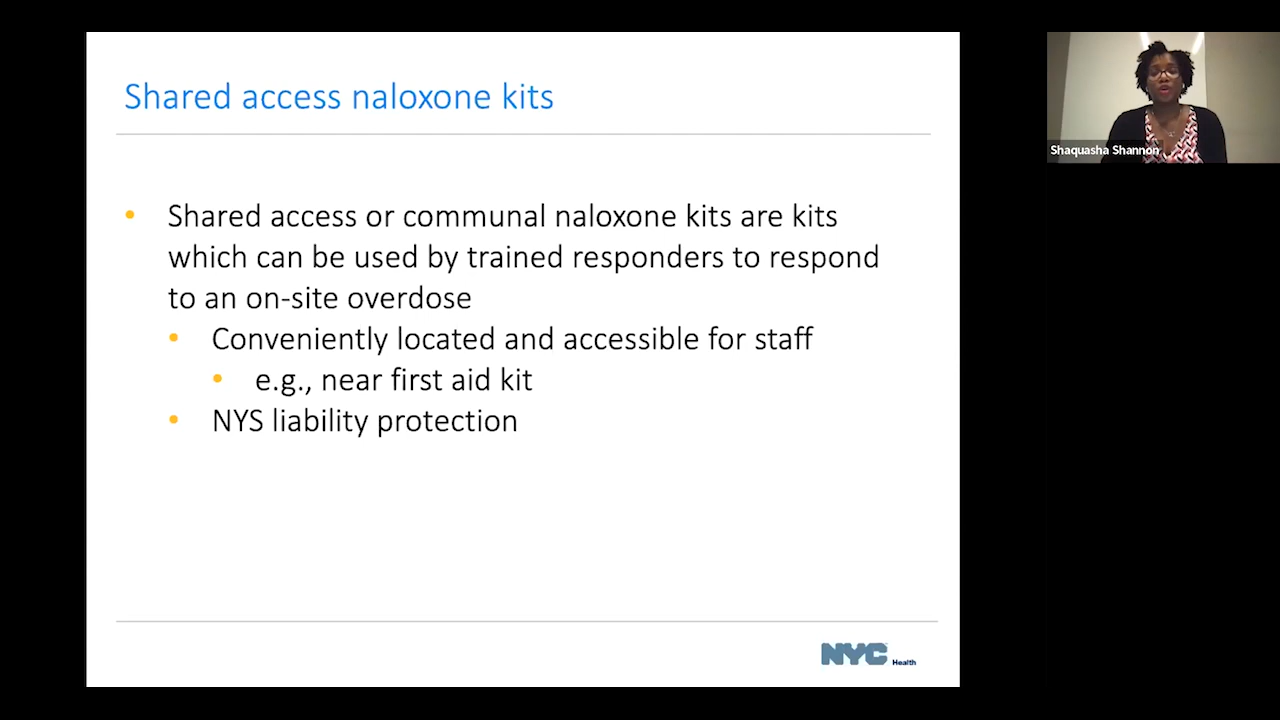 Shared access naloxone kits
Shaquasha Shannon
• Shared access or communal naloxone kits are kits
which can be used by trained responders to respond
to an on-site overdose
• Conveniently located and accessible for staff
• e.g., near first aid kit
• NYS liability protection
NYC Health